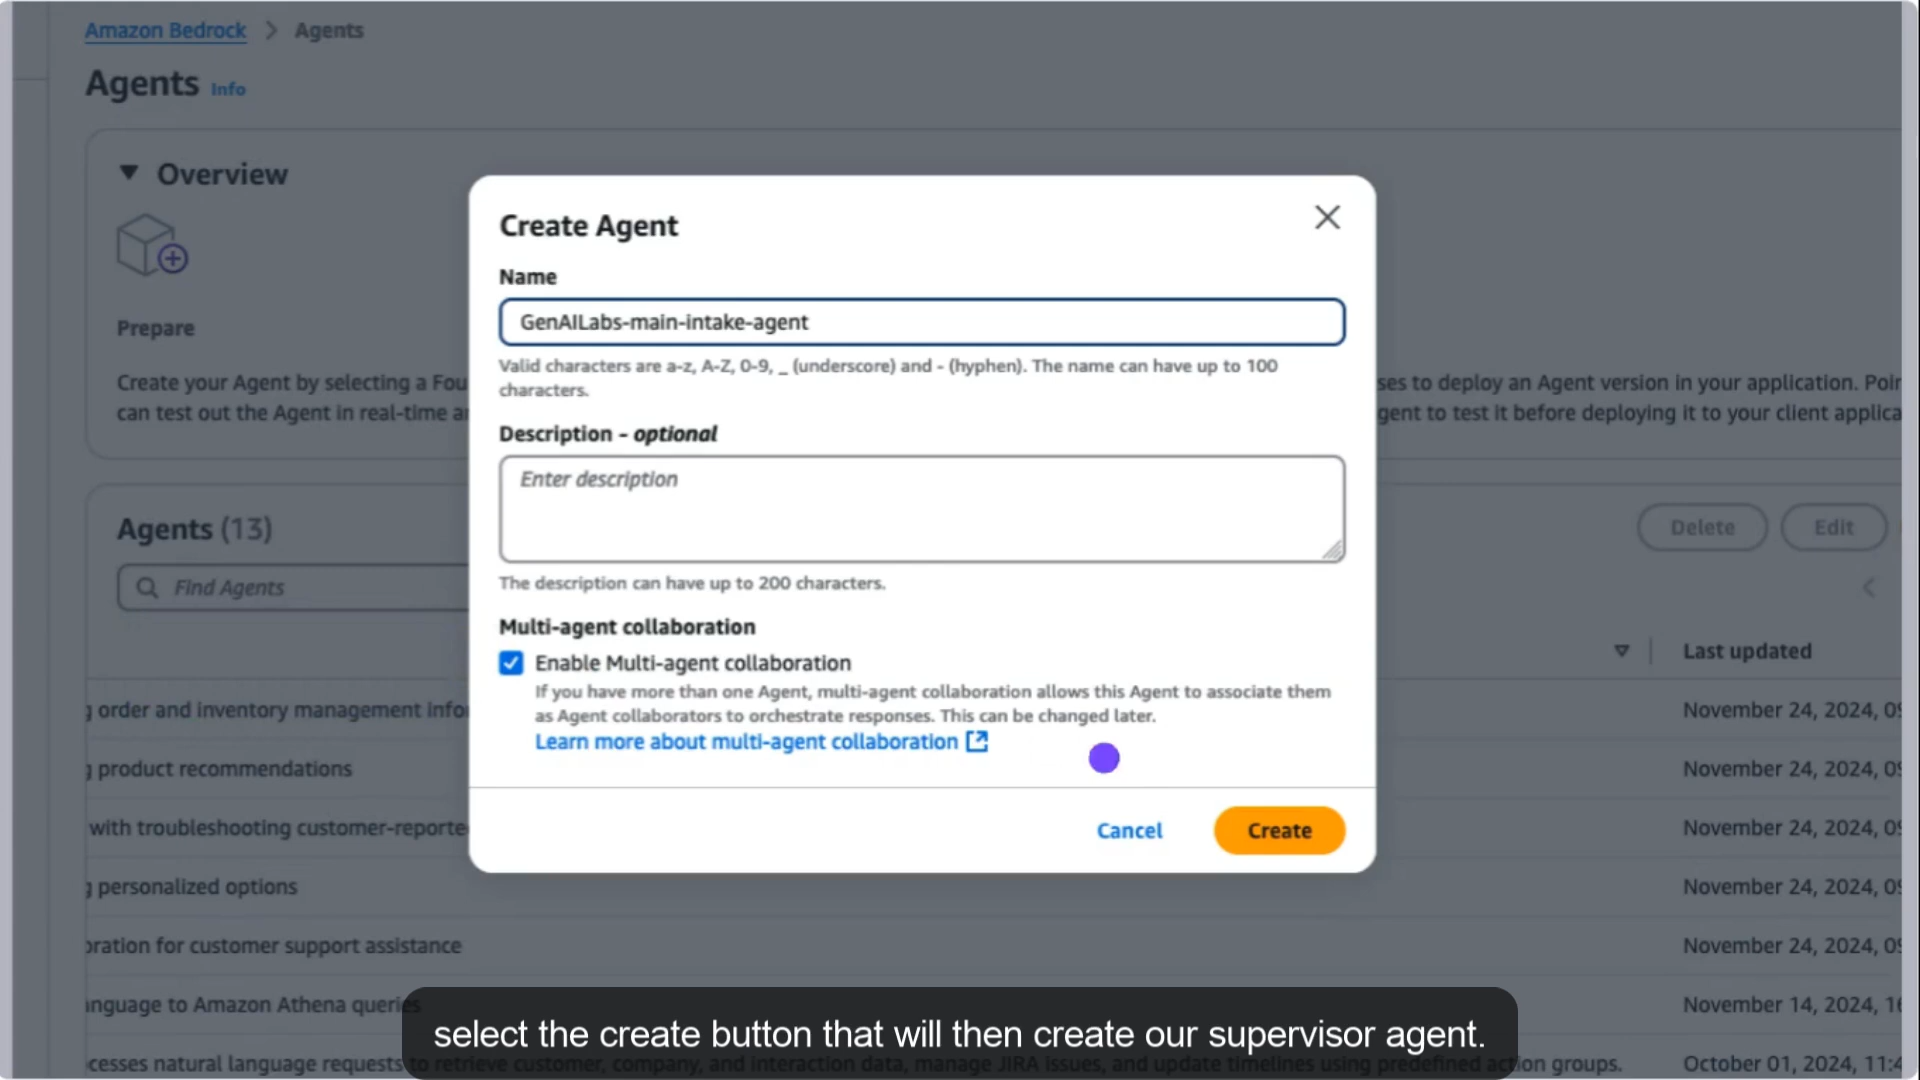 Amazon Bedrock > Agents
Agents Info
Overview
Prepare
Create your Agent by selecting a Fou
can test out the Agent in real-time a
ses to deploy an Agent version in your application. Poin
gent to test it before deploying it to your client applica
Create Agent
Name
GenAILabs-main-intake-agent
Valid characters are a-z, A-Z, 0-9, _ (underscore) and - (hyphen). The name can have up to 100
characters.
Description - optional
Enter description
The description can have up to 200 characters.
Multi-agent collaboration
Enable Multi-agent collaboration
If you have more than one Agent, multi-agent collaboration allows this Agent to associate them
as Agent collaborators to orchestrate responses. This can be changed later.
Learn more about multi-agent collaboration
Cancel
Create
Agents (13)
Delete
Edit
Find Agents
Last updated
g order and inventory management info
November 24, 2024, 09
g product recommendations
November 24, 2024, 09
with troubleshooting customer-reporte
November 24, 2024, 09
g personalized options
November 24, 2024, 09
oration for customer support assistance
November 24, 2024, 09
anguage to Amazon Athena queries
November 14, 2024, 16
select the create button that will then create our supervisor agent.
cesses natural language requests to retrieve customer, company, and interaction data, manage JIRA issues, and update timelines using predefined action groups.
October 01, 2024, 11:4